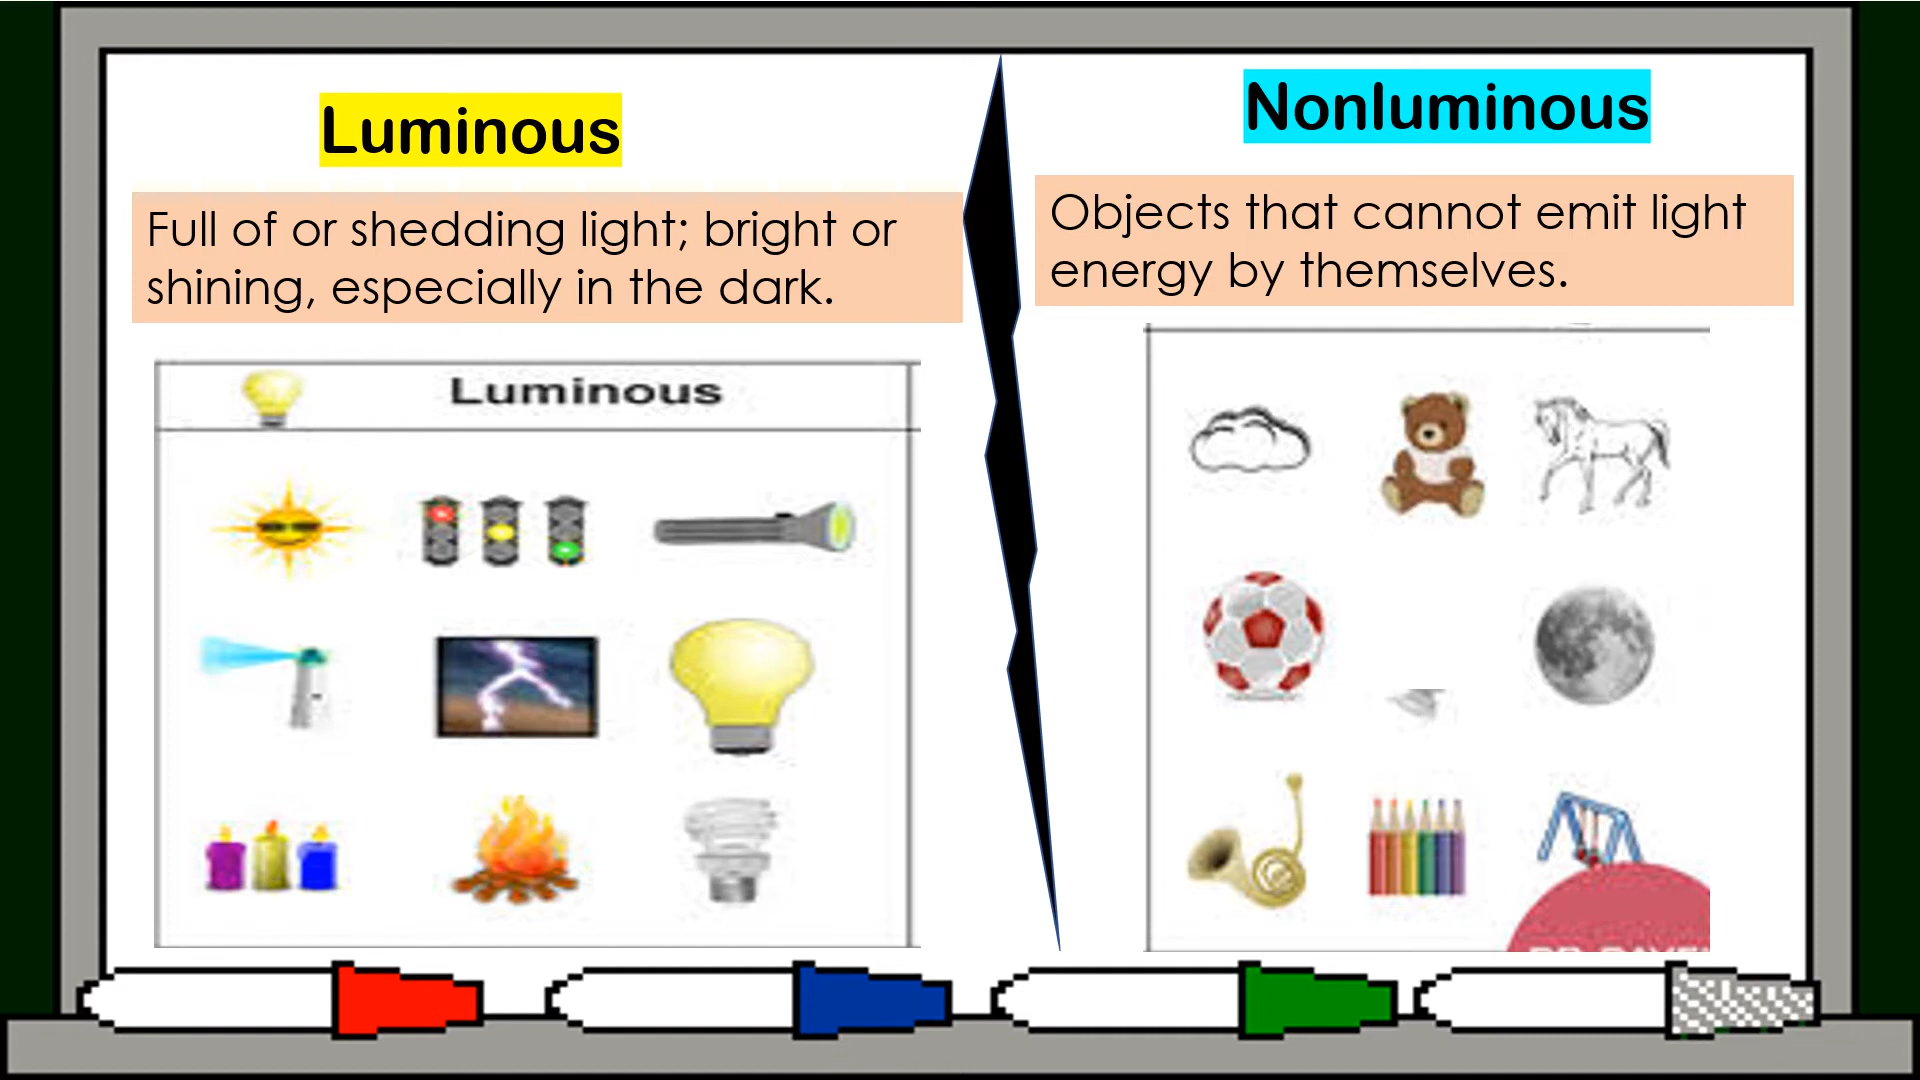 Luminous
Full of or shedding light; bright or
shining, especially in the dark.
Luminous
Nonluminous
Objects that cannot emit light
energy by themselves.